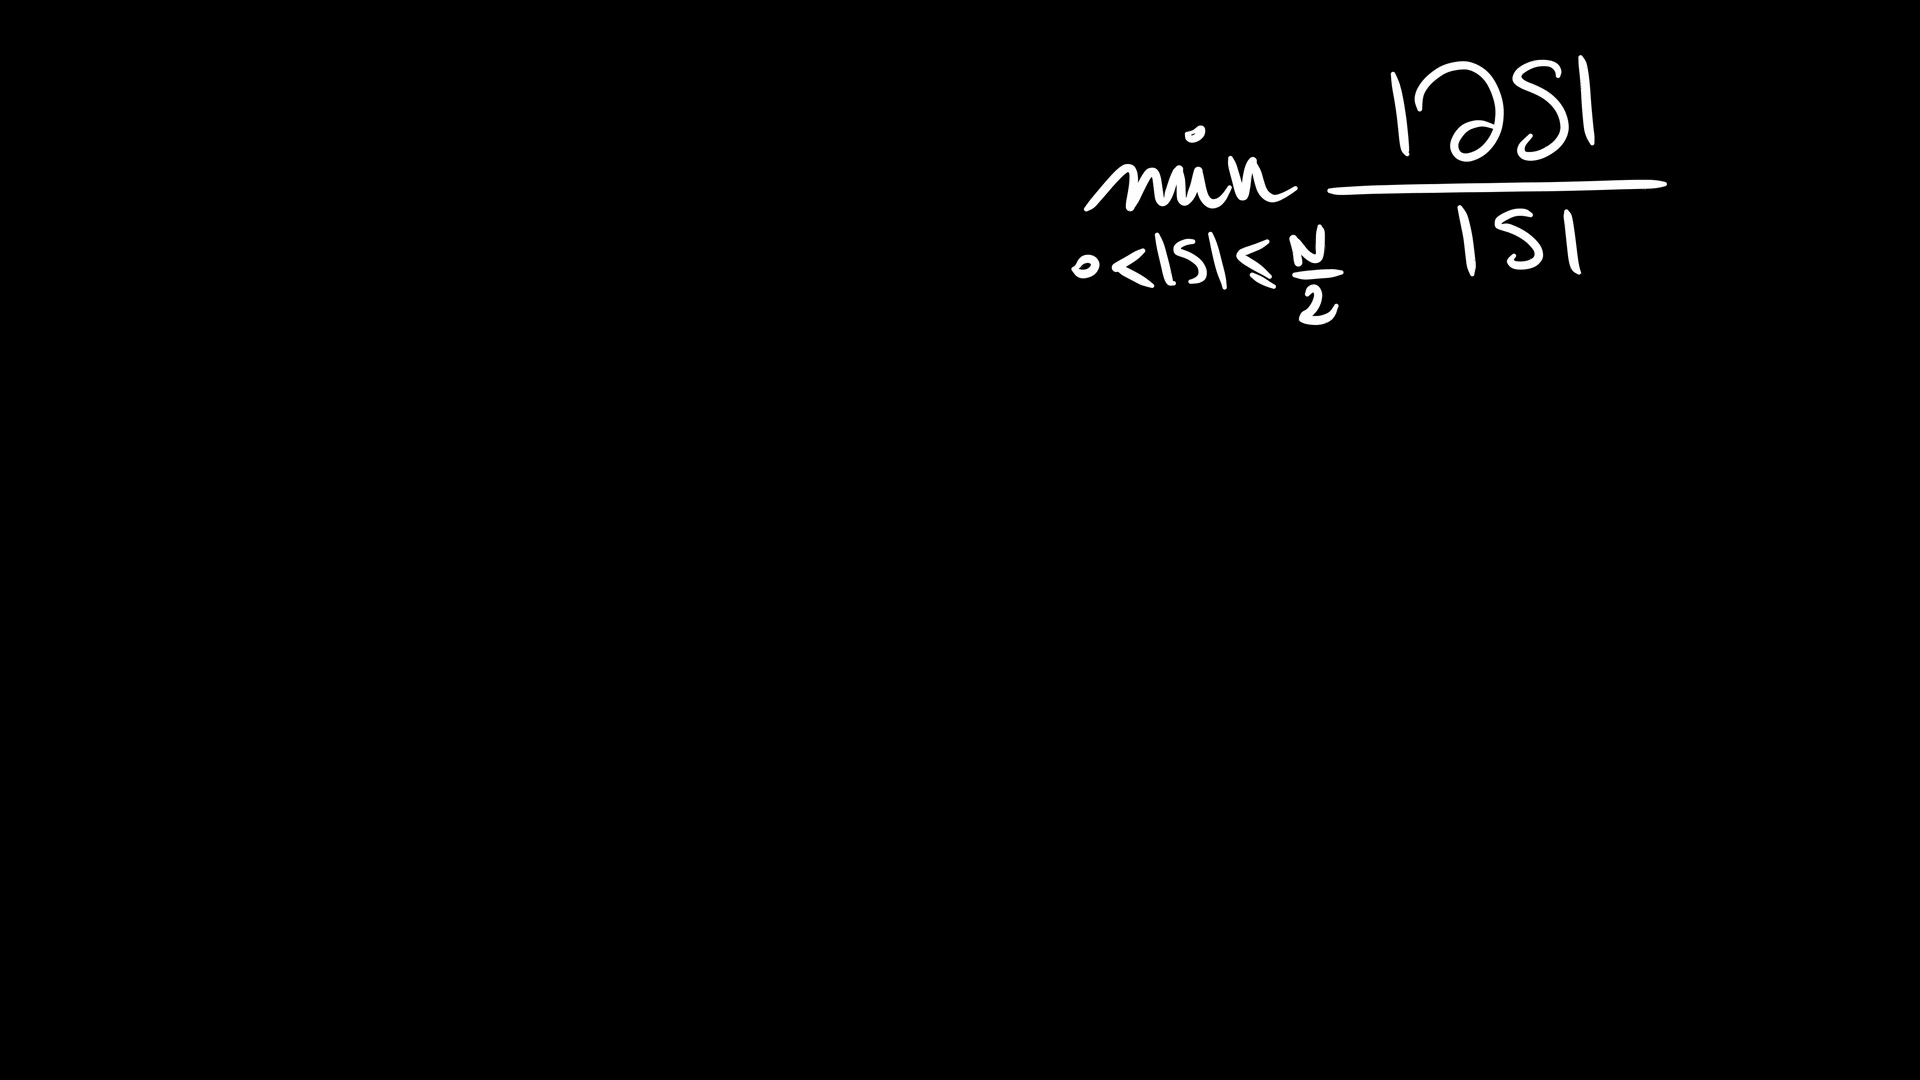 min |∂S| / |S|
0 < |S| ≤ N/2